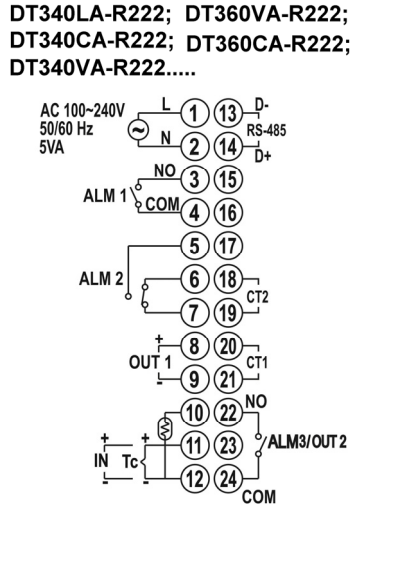 DT340LA-R222; DT360VA-R222;
DT340CA-R222; DT360CA-R222;
DT340VA-R222.....
AC 100~240V
50/60 Hz
5VA
L
N
1 13
2 14
D-
RS-485
D+
ALM 1
NO
COM
3 15
4 16
5 17
ALM 2
6 18
7 19
CT2
+
OUT 1
-
8 20
9 21
CT1
10 22
NO
+
IN
-
+
Tc
-
11 23
ALM3/OUT 2
12 24
COM